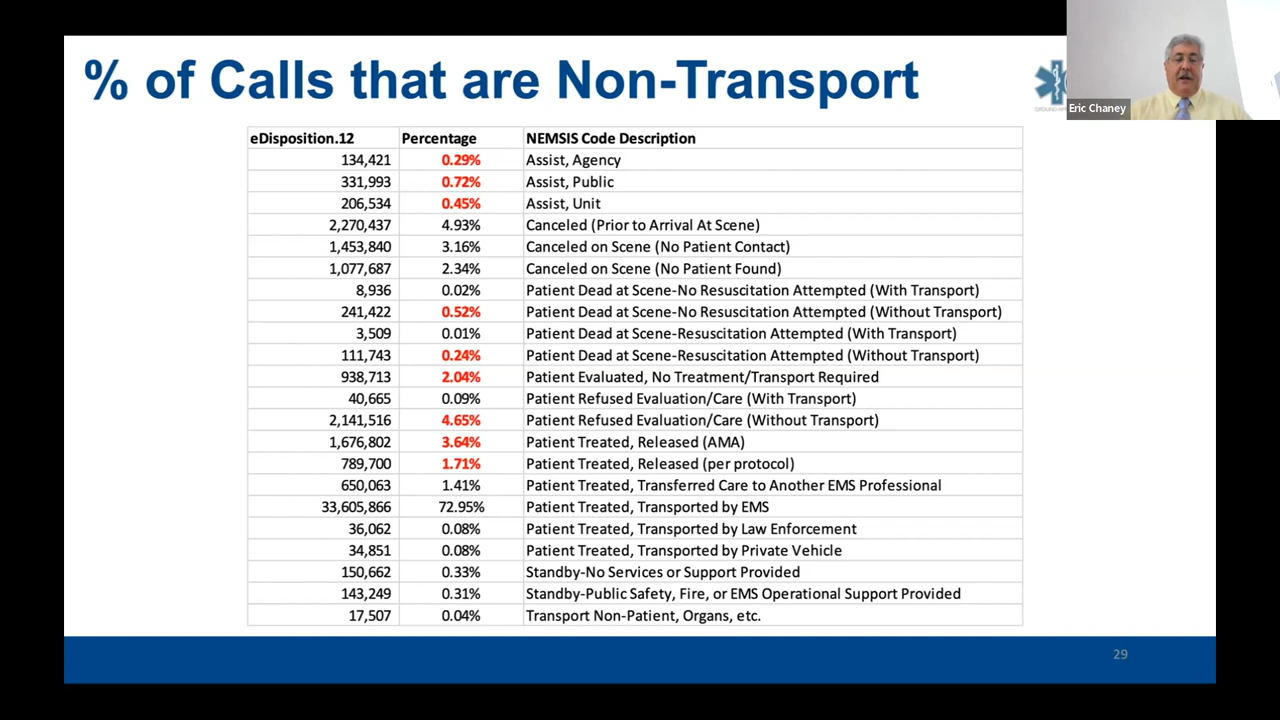 % of Calls that are Non-Transport
Eric Chaney
eDisposition.12 Percentage NEMSIS Code Description
134,421 0.29% Assist, Agency
331,993 0.72% Assist, Public
206,534 0.45% Assist, Unit
2,270,437 4.93% Canceled (Prior to Arrival At Scene)
1,453,840 3.16% Canceled on Scene (No Patient Contact)
1,077,687 2.34% Canceled on Scene (No Patient Found)
8,936 0.02% Patient Dead at Scene-No Resuscitation Attempted (With Transport)
241,422 0.52% Patient Dead at Scene-No Resuscitation Attempted (Without Transport)
3,509 0.01% Patient Dead at Scene-Resuscitation Attempted (With Transport)
111,743 0.24% Patient Dead at Scene-Resuscitation Attempted (Without Transport)
938,713 2.04% Patient Evaluated, No Treatment/Transport Required
40,665 0.09% Patient Refused Evaluation/Care (With Transport)
2,141,516 4.65% Patient Refused Evaluation/Care (Without Transport)
1,676,802 3.64% Patient Treated, Released (AMA)
789,700 1.71% Patient Treated, Released (per protocol)
650,063 1.41% Patient Treated, Transferred Care to Another EMS Professional
33,605,866 72.95% Patient Treated, Transported by EMS
36,062 0.08% Patient Treated, Transported by Law Enforcement
34,851 0.08% Patient Treated, Transported by Private Vehicle
150,662 0.33% Standby-No Services or Support Provided
143,249 0.31% Standby-Public Safety, Fire, or EMS Operational Support Provided
17,507 0.04% Transport Non-Patient, Organs, etc.
29